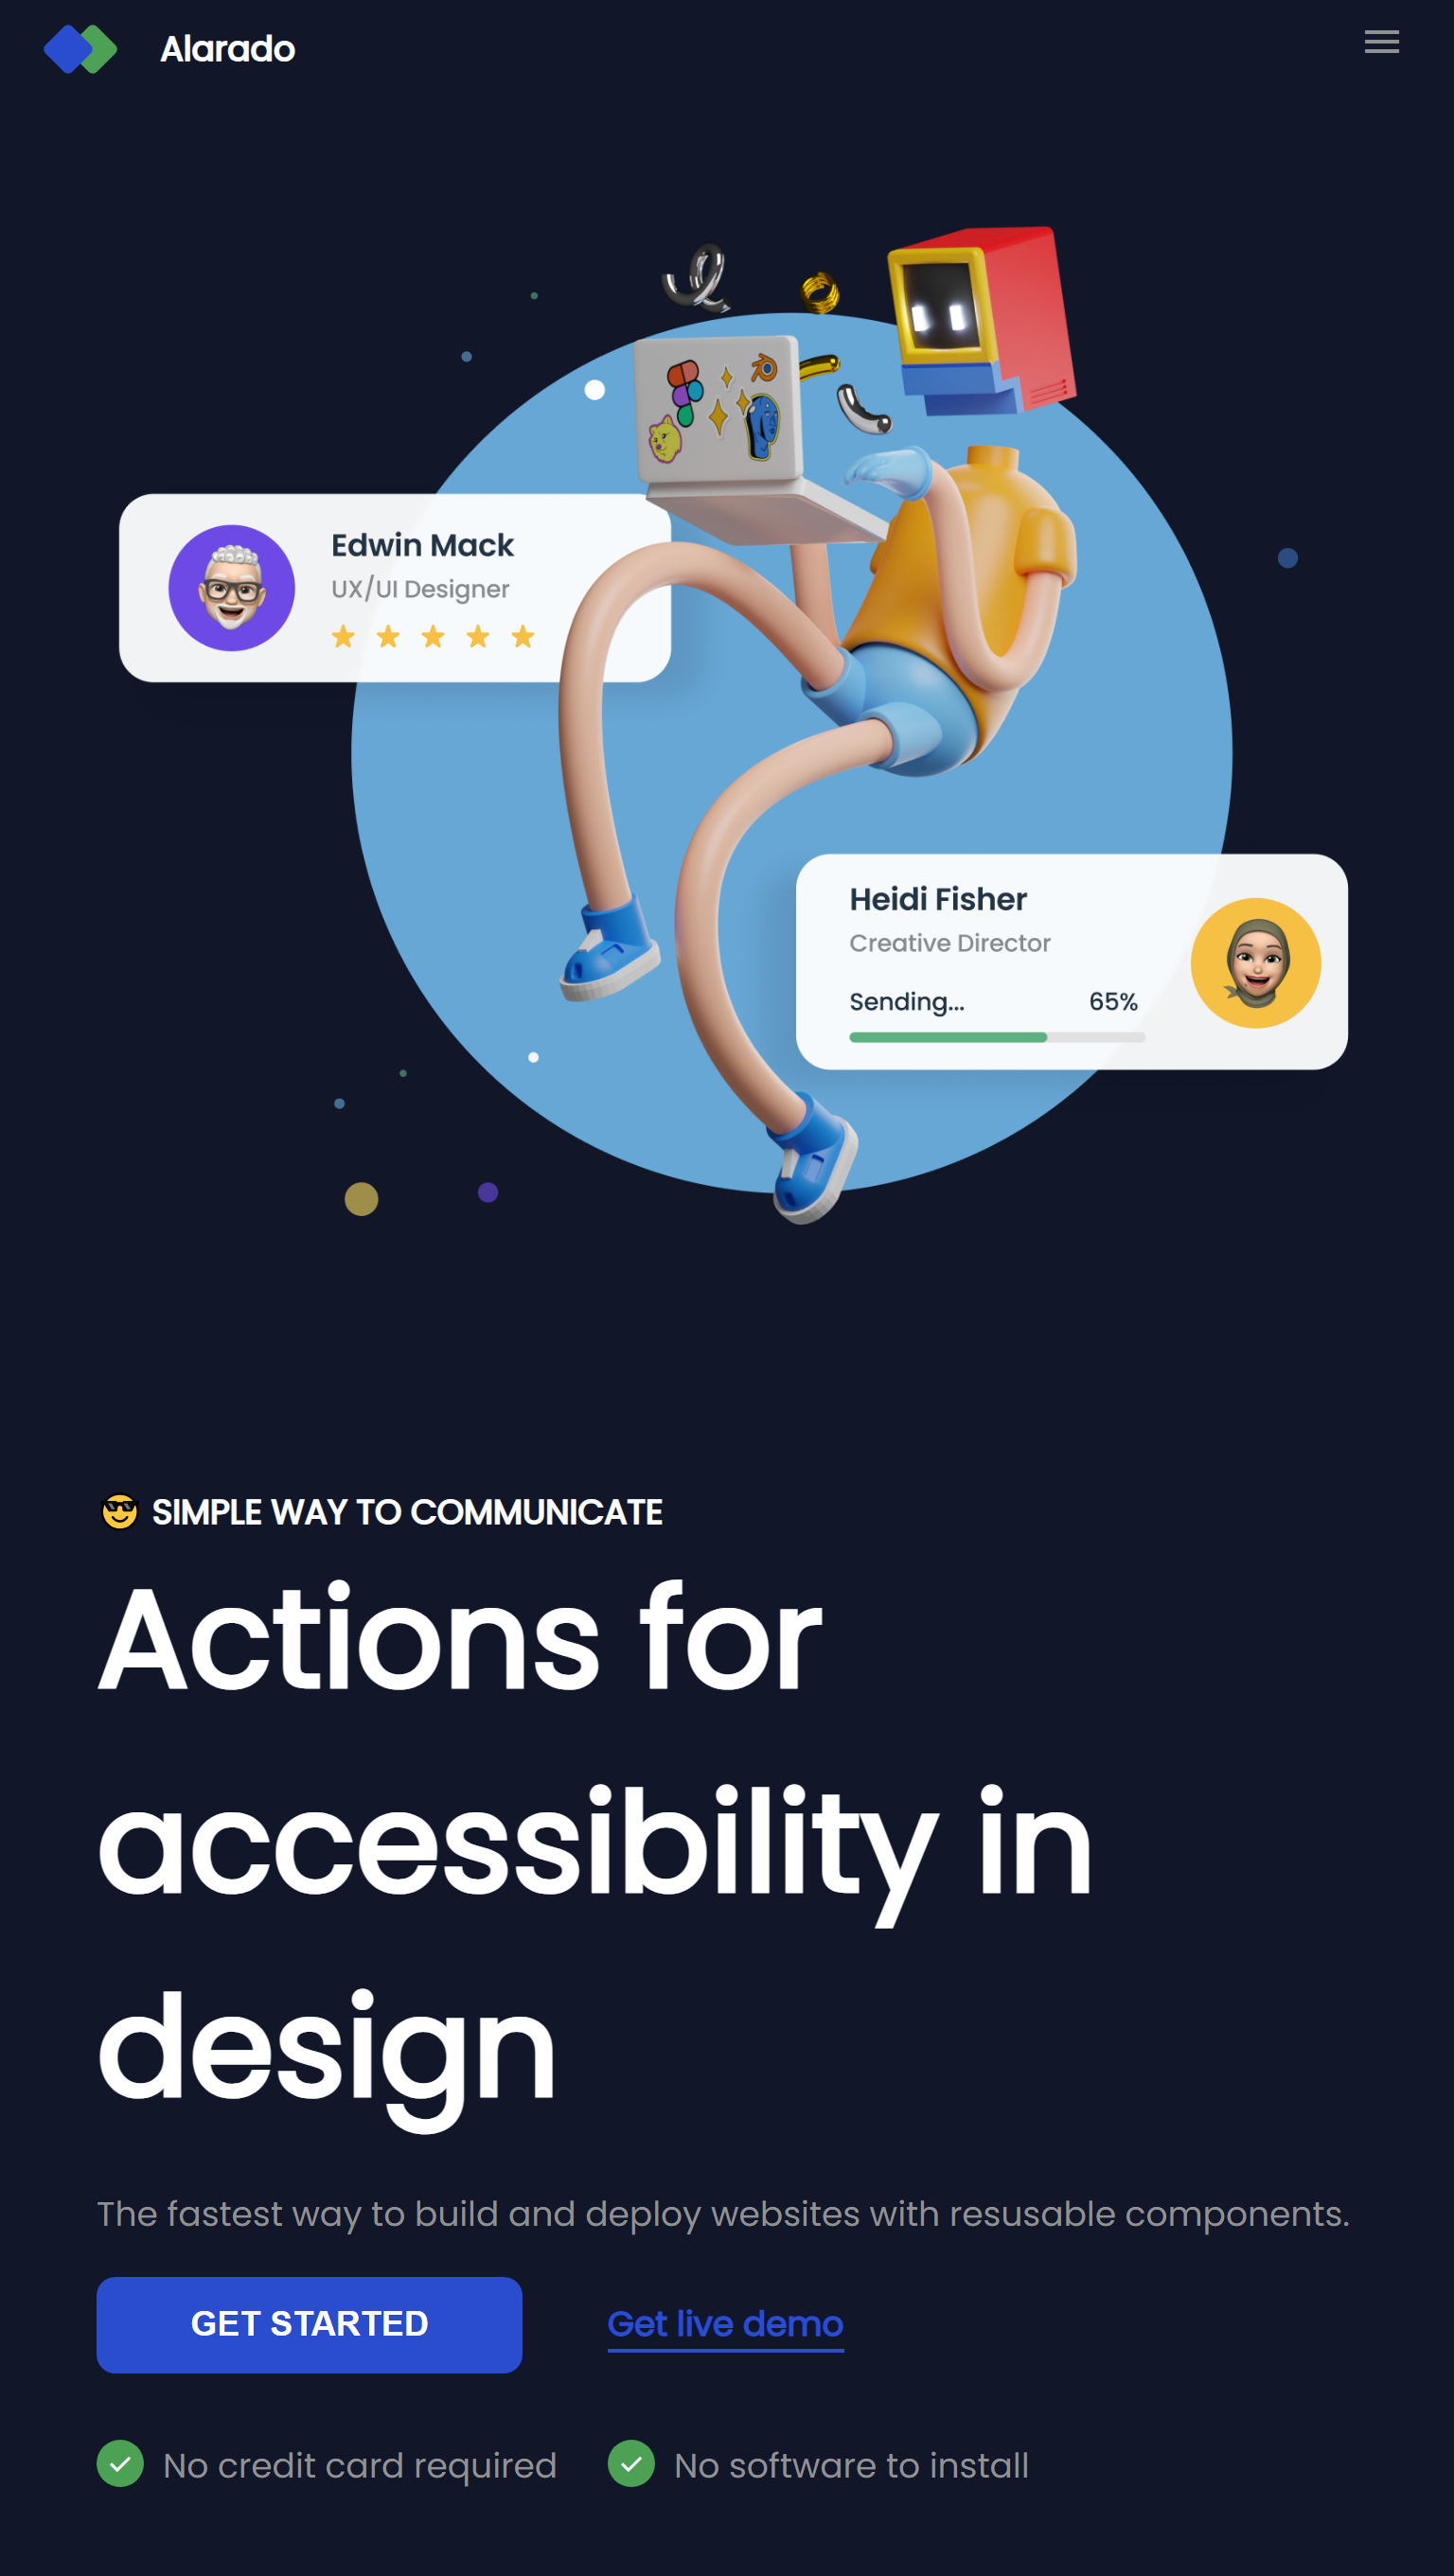 Alarado
Edwin Mack
UX/UI Designer
Heidi Fisher
Creative Director
Sending... 65%
😎 SIMPLE WAY TO COMMUNICATE
Actions for
accessibility in
design
The fastest way to build and deploy websites with resusable components.
GET STARTED
Get live demo
No credit card required
No software to install